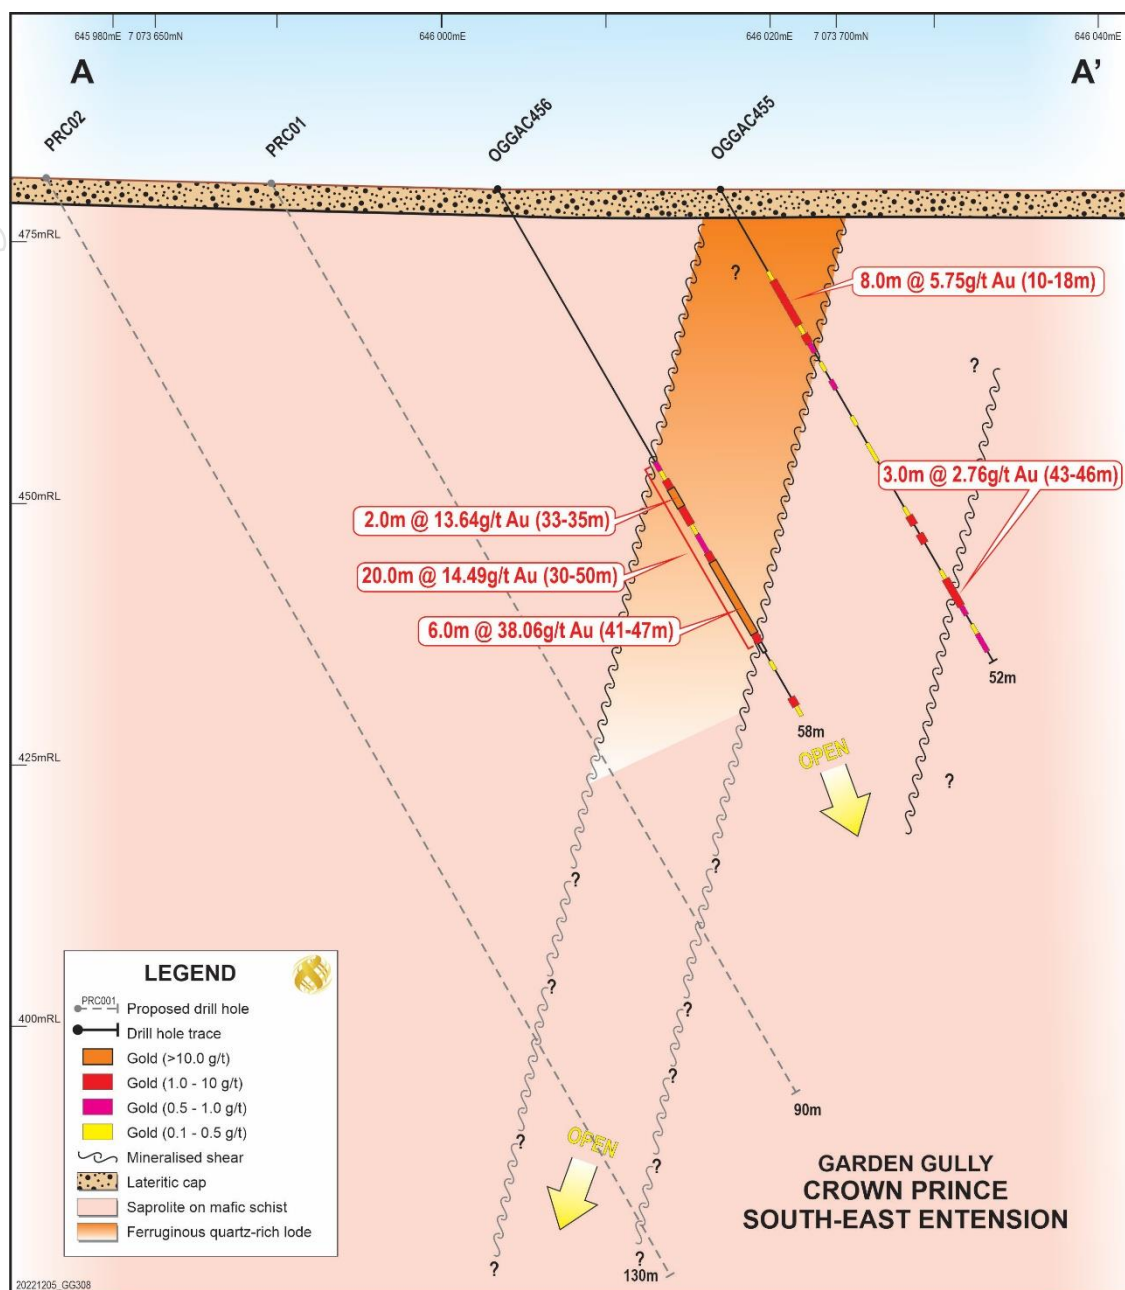 645 980mE 7 073 650mN 646 000mE 646 020mE 7 073 700mN 646 040mE
A A'
PRC02
PRC01
OGGAC456
OGGAC455
475mRL
?
8.0m @ 5.75g/t Au (10-18m)
?
450mRL
3.0m @ 2.76g/t Au (43-46m)
2.0m @ 13.64g/t Au (33-35m)
20.0m @ 14.49g/t Au (30-50m)
6.0m @ 38.06g/t Au (41-47m)
52m
58m
OPEN
425mRL
?
?
?
?
?
400mRL
?
90m
?
OPEN
?
?
?
130m
LEGEND
PRC001
Proposed drill hole
Drill hole trace
Gold (>10.0 g/t)
Gold (1.0 - 10 g/t)
Gold (0.5 - 1.0 g/t)
Gold (0.1 - 0.5 g/t)
Mineralised shear
Lateritic cap
Saprolite on mafic schist
Ferruginous quartz-rich lode
GARDEN GULLY
CROWN PRINCE
SOUTH-EAST ENTENSION
20221205_GG308